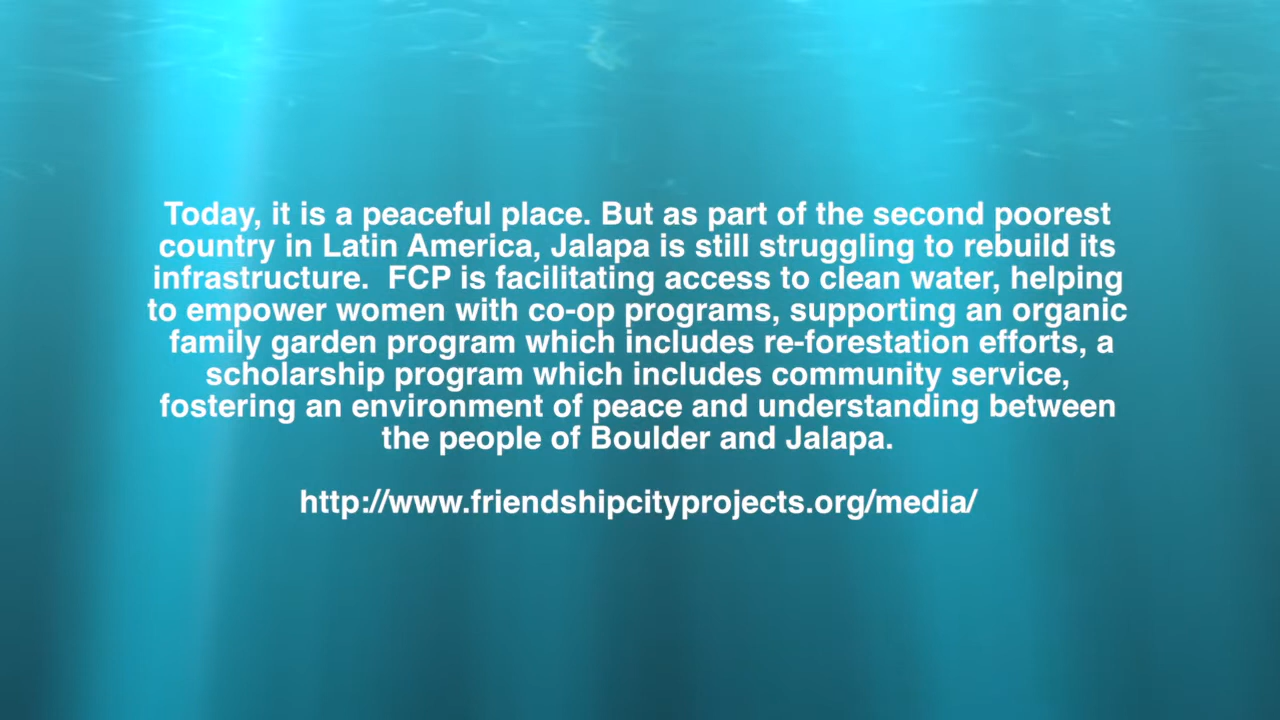 Today, it is a peaceful place. But as part of the second poorest
country in Latin America, Jalapa is still struggling to rebuild its
infrastructure.  FCP is facilitating access to clean water, helping
to empower women with co-op programs, supporting an organic
family garden program which includes re-forestation efforts, a
scholarship program which includes community service,
fostering an environment of peace and understanding between
the people of Boulder and Jalapa.
http://www.friendshipcityprojects.org/media/